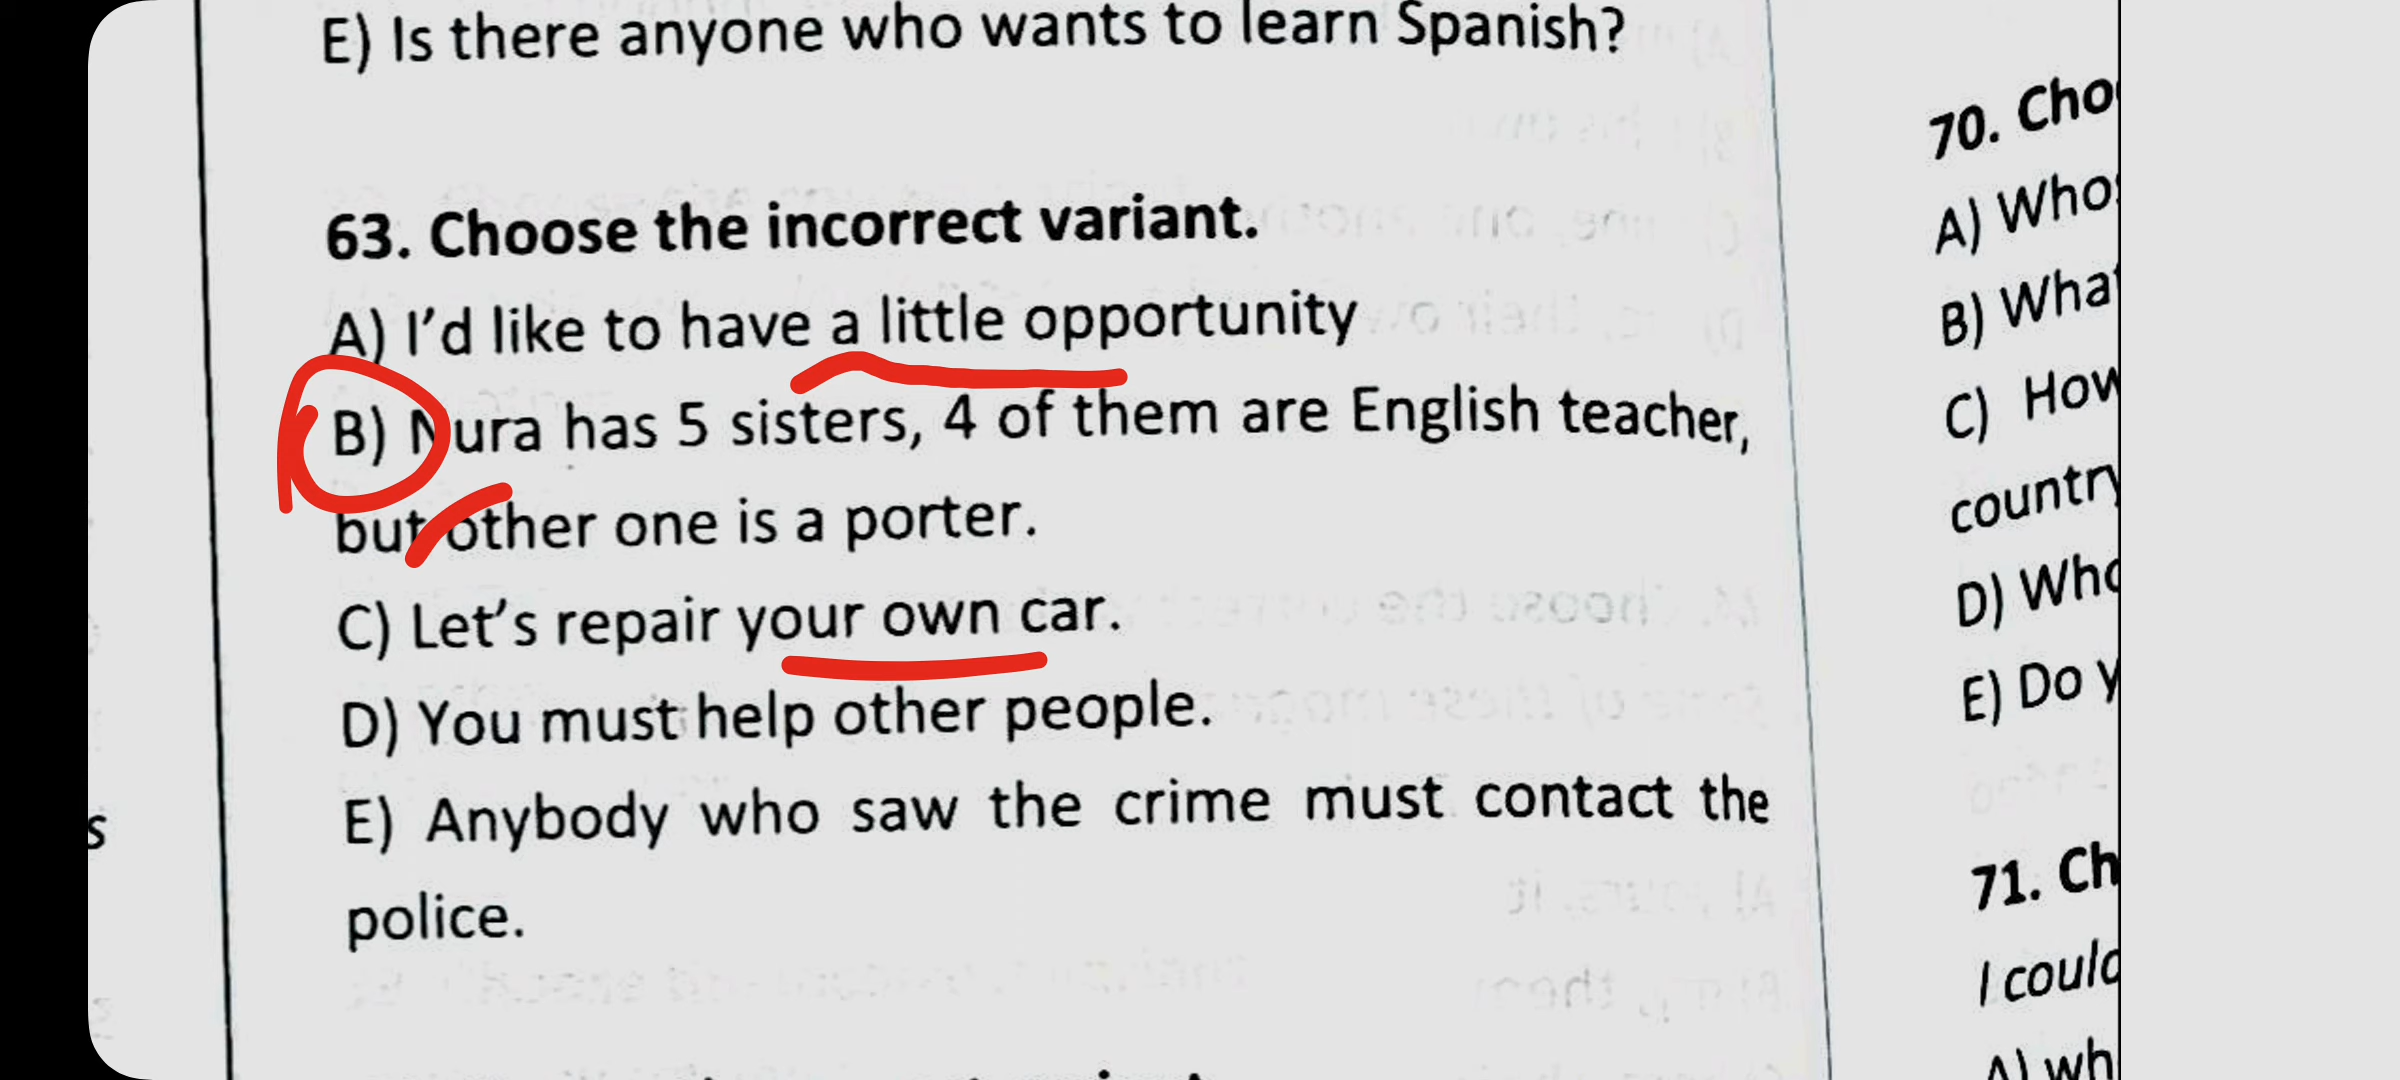 E) Is there anyone who wants to learn Spanish?
63. Choose the incorrect variant.
A) I'd like to have a little opportunity
B) Nura has 5 sisters, 4 of them are English teacher,
but other one is a porter.
C) Let's repair your own car.
D) You must help other people.
E) Anybody who saw the crime must contact the
police.
s
70. Cho
A) Who
B) What
C) How
country
D) Who
E) Do y
71. Ch
I could
A) wh